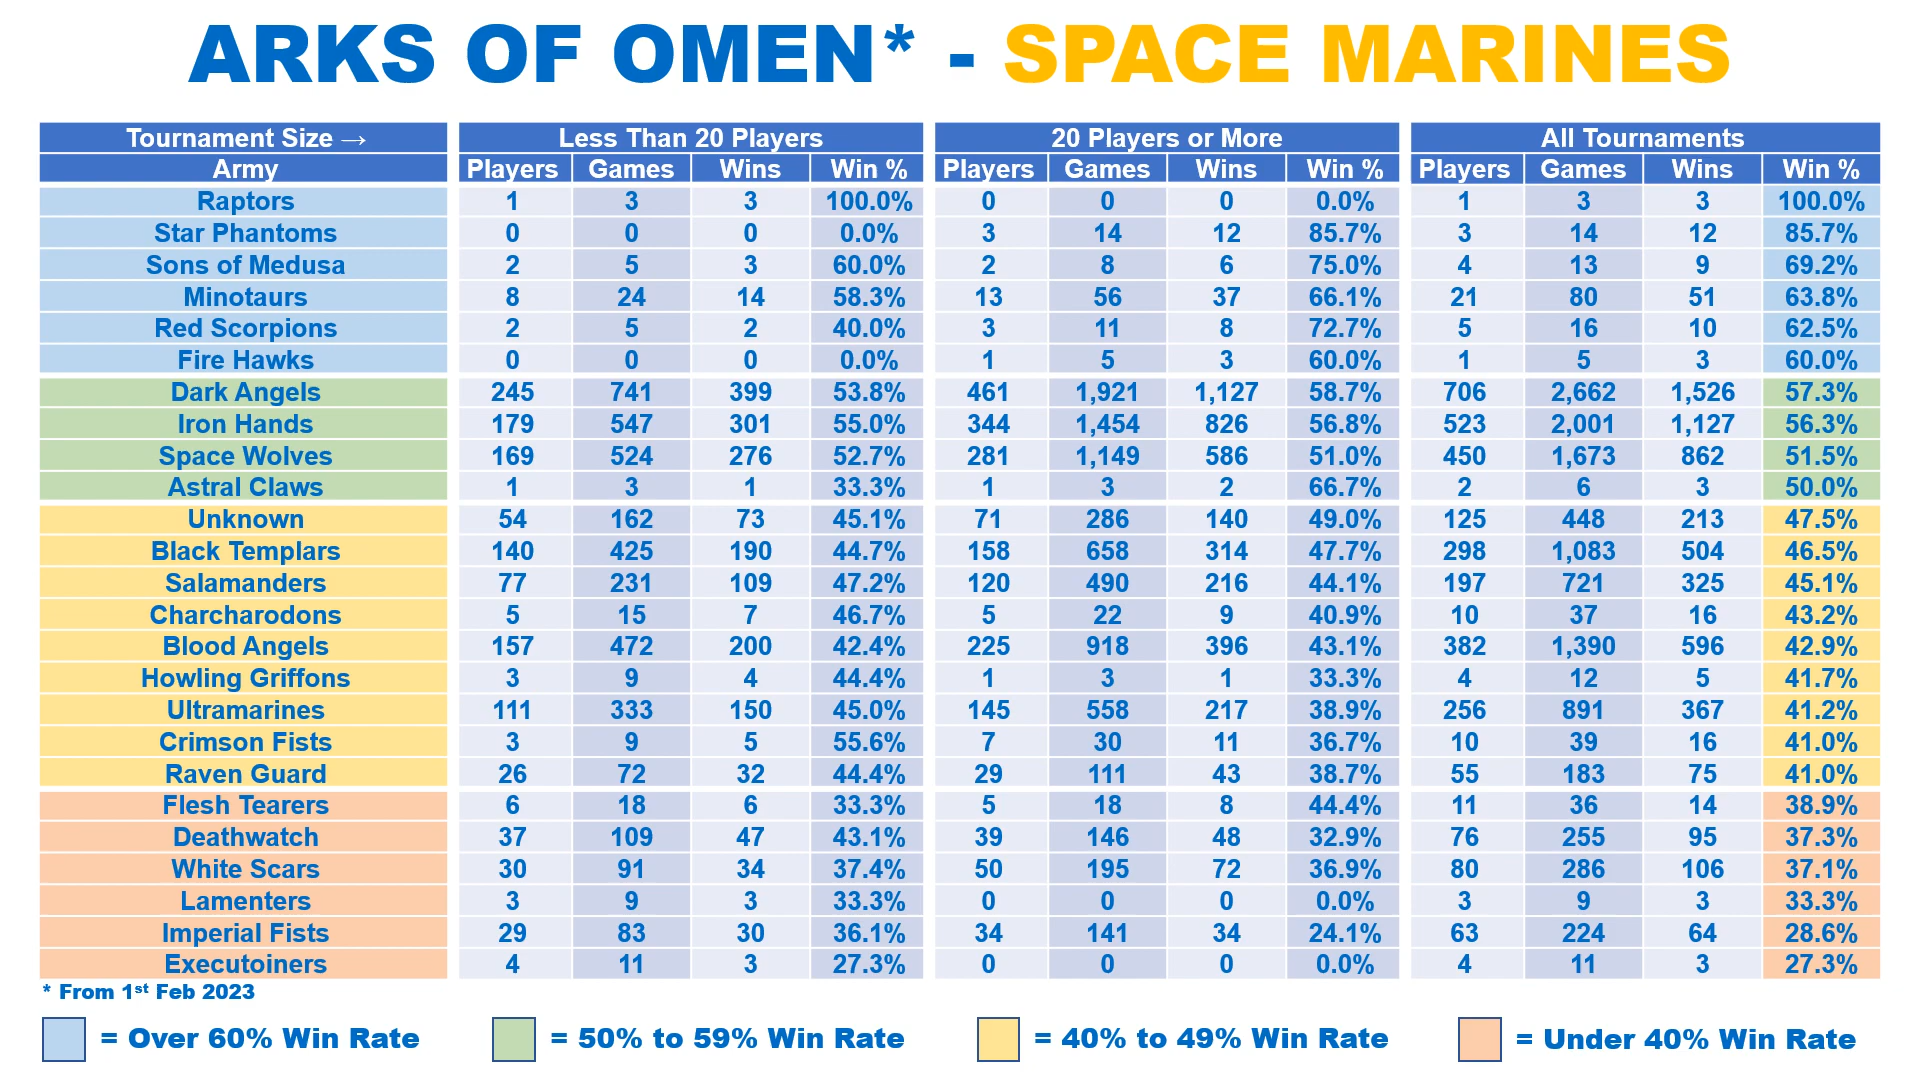 ARKS OF OMEN* - SPACE MARINES
Tournament Size → Less Than 20 Players 20 Players or More All Tournaments
Army Players Games Wins Win % Players Games Wins Win % Players Games Wins Win %
Raptors 1 3 3 100.0% 0 0 0 0.0% 1 3 3 100.0%
Star Phantoms 0 0 0 0.0% 3 14 12 85.7% 3 14 12 85.7%
Sons of Medusa 2 5 3 60.0% 2 8 6 75.0% 4 13 9 69.2%
Minotaurs 8 24 14 58.3% 13 56 37 66.1% 21 80 51 63.8%
Red Scorpions 2 5 2 40.0% 3 11 8 72.7% 5 16 10 62.5%
Fire Hawks 0 0 0 0.0% 1 5 3 60.0% 1 5 3 60.0%
Dark Angels 245 741 399 53.8% 461 1,921 1,127 58.7% 706 2,662 1,526 57.3%
Iron Hands 179 547 301 55.0% 344 1,454 826 56.8% 523 2,001 1,127 56.3%
Space Wolves 169 524 276 52.7% 281 1,149 586 51.0% 450 1,673 862 51.5%
Astral Claws 1 3 1 33.3% 1 3 2 66.7% 2 6 3 50.0%
Unknown 54 162 73 45.1% 71 286 140 49.0% 125 448 213 47.5%
Black Templars 140 425 190 44.7% 158 658 314 47.7% 298 1,083 504 46.5%
Salamanders 77 231 109 47.2% 120 490 216 44.1% 197 721 325 45.1%
Charcharodons 5 15 7 46.7% 5 22 9 40.9% 10 37 16 43.2%
Blood Angels 157 472 200 42.4% 225 918 396 43.1% 382 1,390 596 42.9%
Howling Griffons 3 9 4 44.4% 1 3 1 33.3% 4 12 5 41.7%
Ultramarines 111 333 150 45.0% 145 558 217 38.9% 256 891 367 41.2%
Crimson Fists 3 9 5 55.6% 7 30 11 36.7% 10 39 16 41.0%
Raven Guard 26 72 32 44.4% 29 111 43 38.7% 55 183 75 41.0%
Flesh Tearers 6 18 6 33.3% 5 18 8 44.4% 11 36 14 38.9%
Deathwatch 37 109 47 43.1% 39 146 48 32.9% 76 255 95 37.3%
White Scars 30 91 34 37.4% 50 195 72 36.9% 80 286 106 37.1%
Lamenters 3 9 3 33.3% 0 0 0 0.0% 3 9 3 33.3%
Imperial Fists 29 83 30 36.1% 34 141 34 24.1% 63 224 64 28.6%
Executoiners 4 11 3 27.3% 0 0 0 0.0% 4 11 3 27.3%
* From 1st Feb 2023
= Over 60% Win Rate = 50% to 59% Win Rate = 40% to 49% Win Rate = Under 40% Win Rate